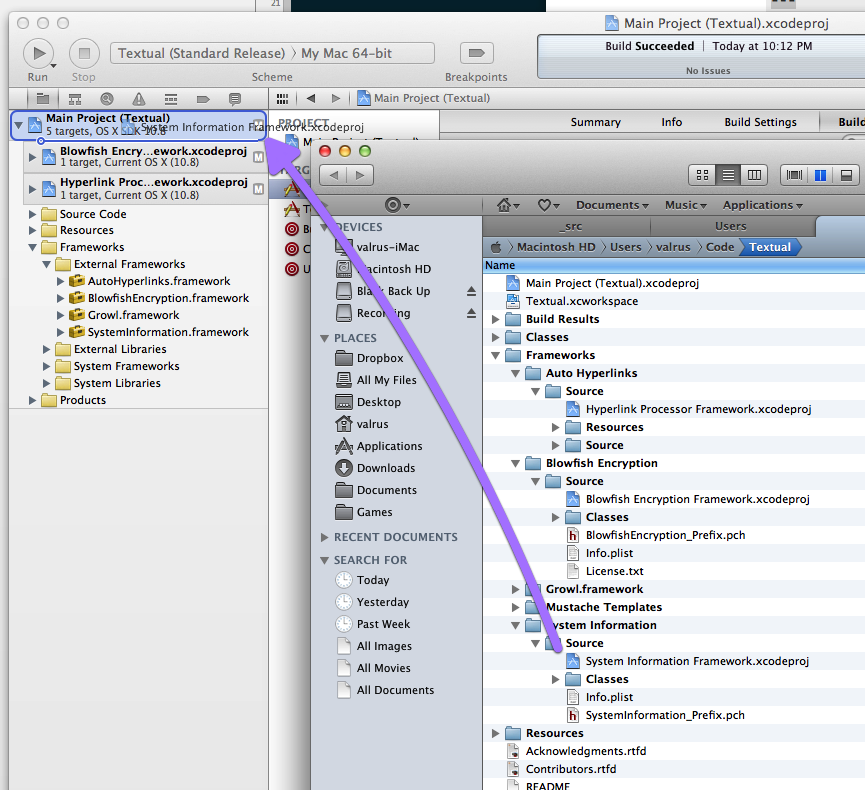 21
Main Project (Textual).xcodeproj
Run
Stop
Textual (Standard Release) 〉My Mac 64-bit
Scheme
Breakpoints
Build Succeeded | Today at 10:12 PM
No Issues
Main Project (Textual)
Main Project (Textual)
5 targets, OS X SDK 10.8
System Information Framework.xcodeproj
Blowfish Encry...ework.xcodeproj
1 target, Current OS X (10.8)
M
Hyperlink Proc...ework.xcodeproj
1 target, Current OS X (10.8)
M
Source Code
Resources
Frameworks
External Frameworks
AutoHyperlinks.framework
BlowfishEncryption.framework
Growl.framework
SystemInformation.framework
External Libraries
System Frameworks
System Libraries
Products
PROJECT
Summary
Info
Build Settings
Build
Documents
Music
Applications
_src
Users
Macintosh HD 〉Users 〉valrus 〉Code 〉Textual
Name
DEVICES
valrus-iMac
Macintosh HD
Black Back Up
Recording
PLACES
Dropbox
All My Files
Desktop
valrus
Applications
Downloads
Documents
Games
RECENT DOCUMENTS
SEARCH FOR
Today
Yesterday
Past Week
All Images
All Movies
All Documents
Main Project (Textual).xcodeproj
Textual.xcworkspace
Build Results
Classes
Frameworks
Auto Hyperlinks
Source
Hyperlink Processor Framework.xcodeproj
Resources
Source
Blowfish Encryption
Source
Blowfish Encryption Framework.xcodeproj
Classes
BlowfishEncryption_Prefix.pch
Info.plist
License.txt
Growl.framework
Mustache Templates
System Information
Source
System Information Framework.xcodeproj
Classes
Info.plist
SystemInformation_Prefix.pch
Resources
Acknowledgments.rtfd
Contributors.rtfd
README